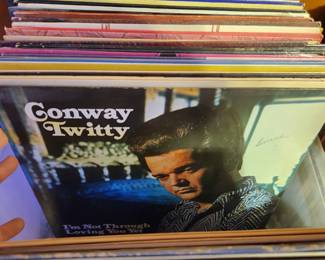 Conway
Twitty
I'm Not Through
Loving You Yet